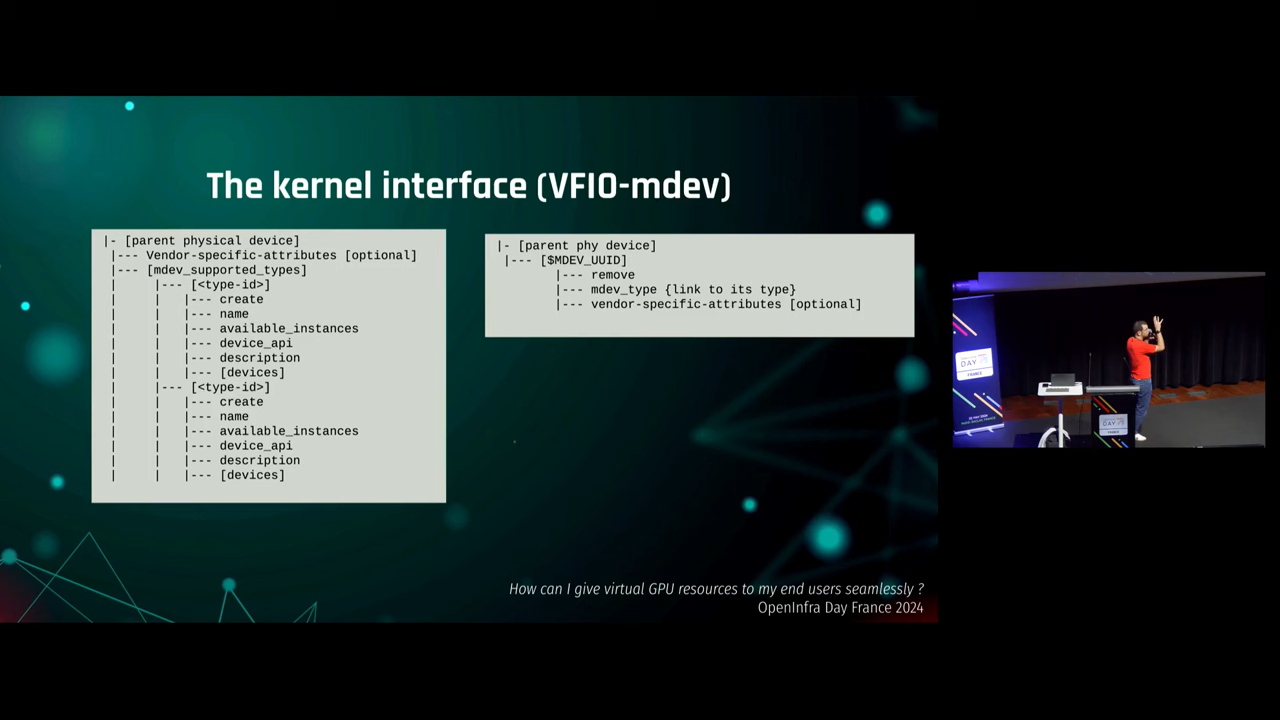 The kernel interface (VFIO-mdev)
|- [parent physical device]
|--- Vendor-specific-attributes [optional]
|--- [mdev_supported_types]
|     |--- [<type-id>]
|     |   |--- create
|     |   |--- name
|     |   |--- available_instances
|     |   |--- device_api
|     |   |--- description
|     |   |--- [devices]
|     |--- [<type-id>]
|     |   |--- create
|     |   |--- name
|     |   |--- available_instances
|     |   |--- device_api
|     |   |--- description
|     |   |--- [devices]
|- [parent phy device]
|--- [$MDEV_UUID]
|--- remove
|--- mdev_type {link to its type}
|--- vendor-specific-attributes [optional]
How can I give virtual GPU resources to my end users seamlessly ?
OpenInfra Day France 2024
DAY
FRANCE
DAY